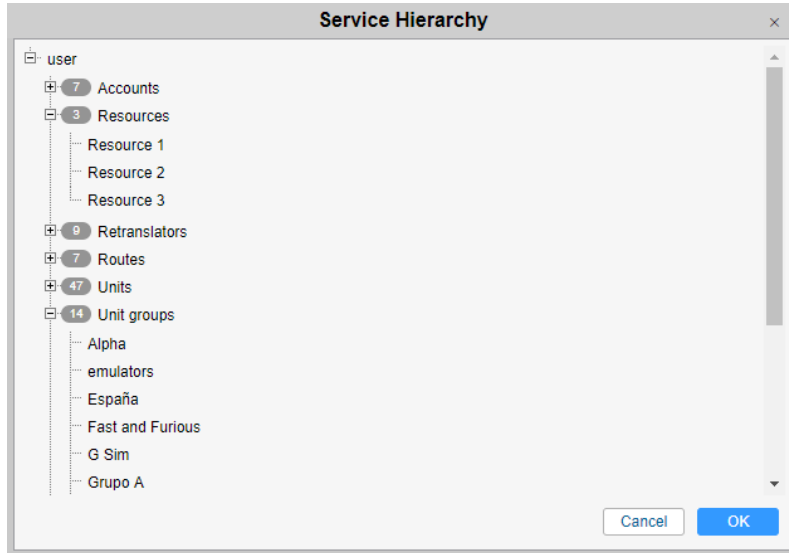 Service Hierarchy
user
7 Accounts
3 Resources
Resource 1
Resource 2
Resource 3
9 Retranslators
7 Routes
47 Units
14 Unit groups
Alpha
emulators
España
Fast and Furious
G Sim
Grupo A
Cancel OK